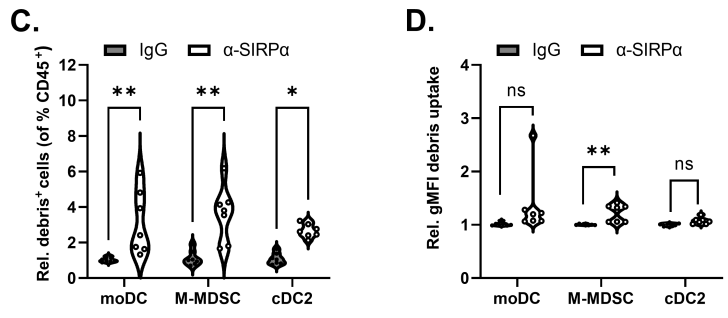 C.
IgG α-SIRPα
Rel. debris⁺ cells (of % CD45⁺)
12
10
8
6
4
2
0
** ** *
moDC M-MDSC cDC2
D.
IgG α-SIRPα
Rel. gMFI debris uptake
4
3
2
1
0
ns ** ns
moDC M-MDSC cDC2